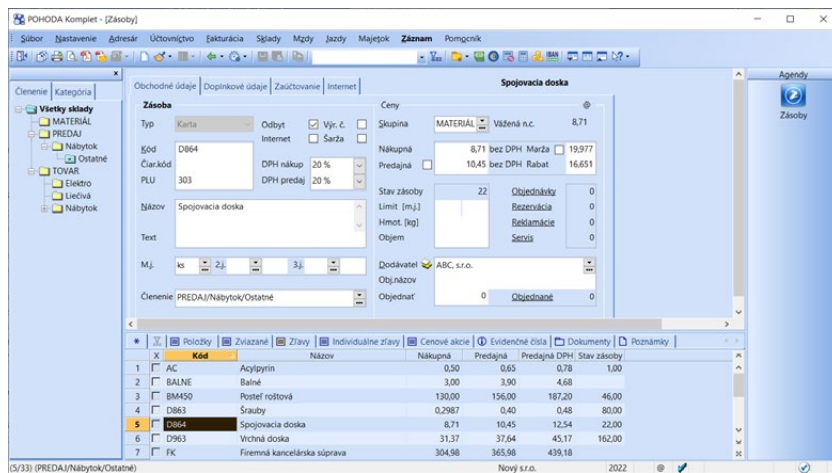 POHODA Komplet - [Zásoby]
Súbor Nastavenie Adresár Účtovníctvo Fakturácia Sklady Mzdy Jazdy Majetok Záznam Pomocník
IBAN
Členenie Kategória
Všetky sklady
MATERIÁL
PREDAJ
Nábytok
Ostatné
TOVAR
Elektro
Liečivá
Nábytok
Obchodné údaje Doplnkové údaje Zaúčtovanie Internet Spojovacia doska
Zásoba
Typ Karta Odbyt Výr. č.
Internet Šarža
Kód D864
Čiar.kód DPH nákup 20 %
PLU 303 DPH predaj 20 %
Názov Spojovacia doska
Text
M.j. ks 2.j. 3.j.
Členenie PREDAJ/Nábytok/Ostatné
Ceny @
Skupina MATERIÁL Vážená n.c. 8,71
Nákupná 8,71 bez DPH Marža 19,977
Predajná 10,45 bez DPH Rabat 16,651
Stav zásoby 22 Objednávky 0
Limit [m.j.] Rezervácia 0
Hmot. [kg] Reklamácie 0
Objem Servis 0
Dodávateľ ABC, s.r.o.
Obj.názov
Objednať 0 Objednané 0
Agendy
Zásoby
Položky Zviazané Zľavy Individuálne zľavy Cenové akcie Evidenčné čísla Dokumenty Poznámky
X Kód Názov Nákupná Predajná Predajná DPH Stav zásoby
1 AC Acylpyrin 0,50 0,65 0,78 1,00
2 BALNE Balné 3,00 3,90 4,68
3 BM450 Posteľ roštová 130,00 156,00 187,20 46,00
4 D863 Šrauby 0,2987 0,40 0,48 80,00
5 D864 Spojovacia doska 8,71 10,45 12,54 22,00
6 D963 Vrchná doska 31,37 37,64 45,17 162,00
7 FK Firemná kancelárska súprava 304,98 365,98 439,18
(5/33) (PREDAJ/Nábytok/Ostatné) Nový s.r.o. 2022 @